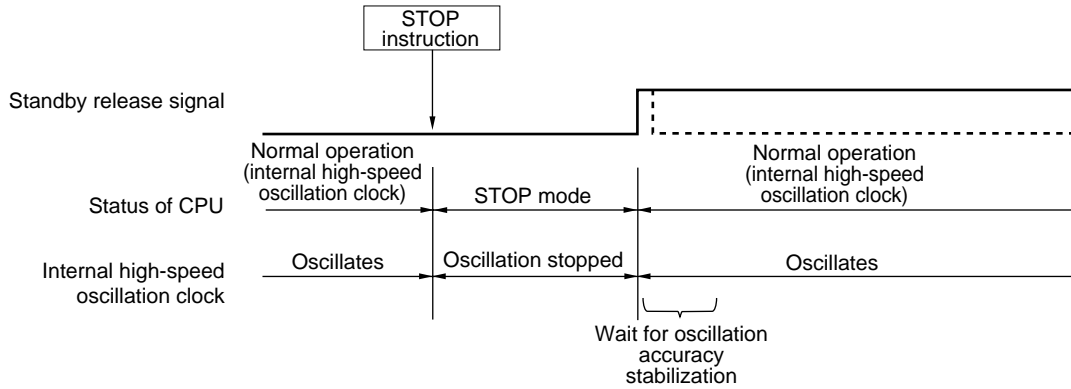 STOP
instruction
Standby release signal
Normal operation
(internal high-speed
oscillation clock)
Normal operation
(internal high-speed
oscillation clock)
Status of CPU
STOP mode
Internal high-speed
oscillation clock
Oscillates
Oscillation stopped
Oscillates
Wait for oscillation
accuracy
stabilization